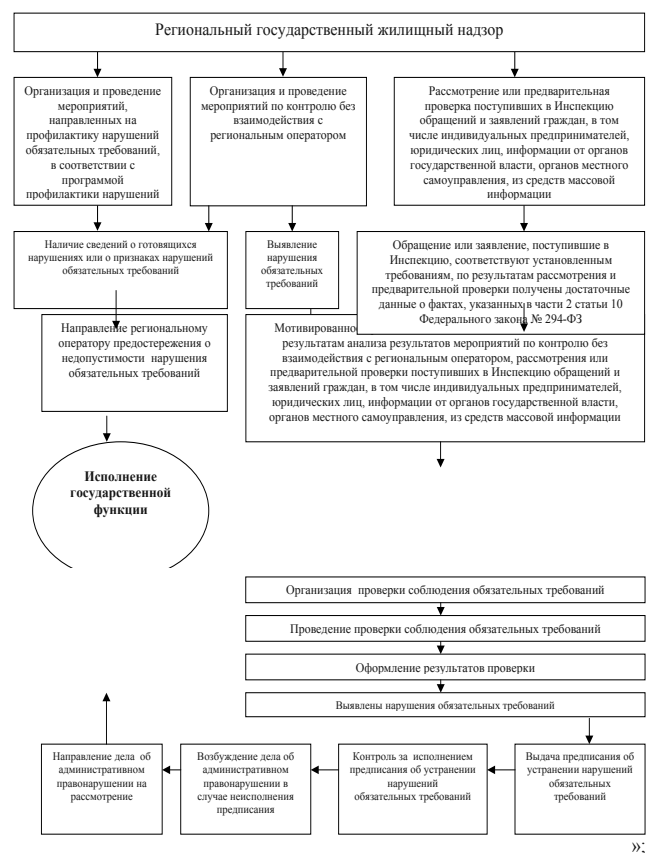 Региональный государственный жилищный надзор
Организация и проведение
мероприятий,
направленных на
профилактику нарушений
обязательных требований,
в соответствии с
программой
профилактики нарушений
Организация и проведение
мероприятий по контролю без
взаимодействия с
региональным оператором
Рассмотрение или предварительная
проверка поступивших в Инспекцию
обращений и заявлений граждан, в том
числе индивидуальных предпринимателей,
юридических лиц, информации от органов
государственной власти, органов местного
самоуправления, из средств массовой
информации
Наличие сведений о готовящихся
нарушениях или о признаках нарушений
обязательных требований
Выявление
нарушения
обязательных
требований
Обращение или заявление, поступившие в
Инспекцию, соответствуют установленным
требованиям, по результатам рассмотрения и
предварительной проверки получены достаточные
данные о фактах, указанных в части 2 статьи 10
Федерального закона № 294-ФЗ
Направление региональному
оператору предостережения о
недопустимости нарушения
обязательных требований
результатам анализа результатов мероприятий по контролю без
взаимодействия с региональным оператором, рассмотрения или
предварительной проверки поступивших в Инспекцию обращений и
заявлений граждан, в том числе индивидуальных предпринимателей,
юридических лиц, информации от органов государственной власти,
органов местного самоуправления, из средств массовой информации
Исполнение
государственной
функции
Организация проверки соблюдения обязательных требований
Проведение проверки соблюдения обязательных требований
Оформление результатов проверки
Выявлены нарушения обязательных требований
Направление дела об
административном
правонарушении на
рассмотрение
Возбуждение дела об
административном
правонарушении в
случае неисполнения
предписания
Контроль за исполнением
предписания об устранении
нарушений
обязательных требований
Выдача предписания об
устранении нарушений
обязательных
требований
»;